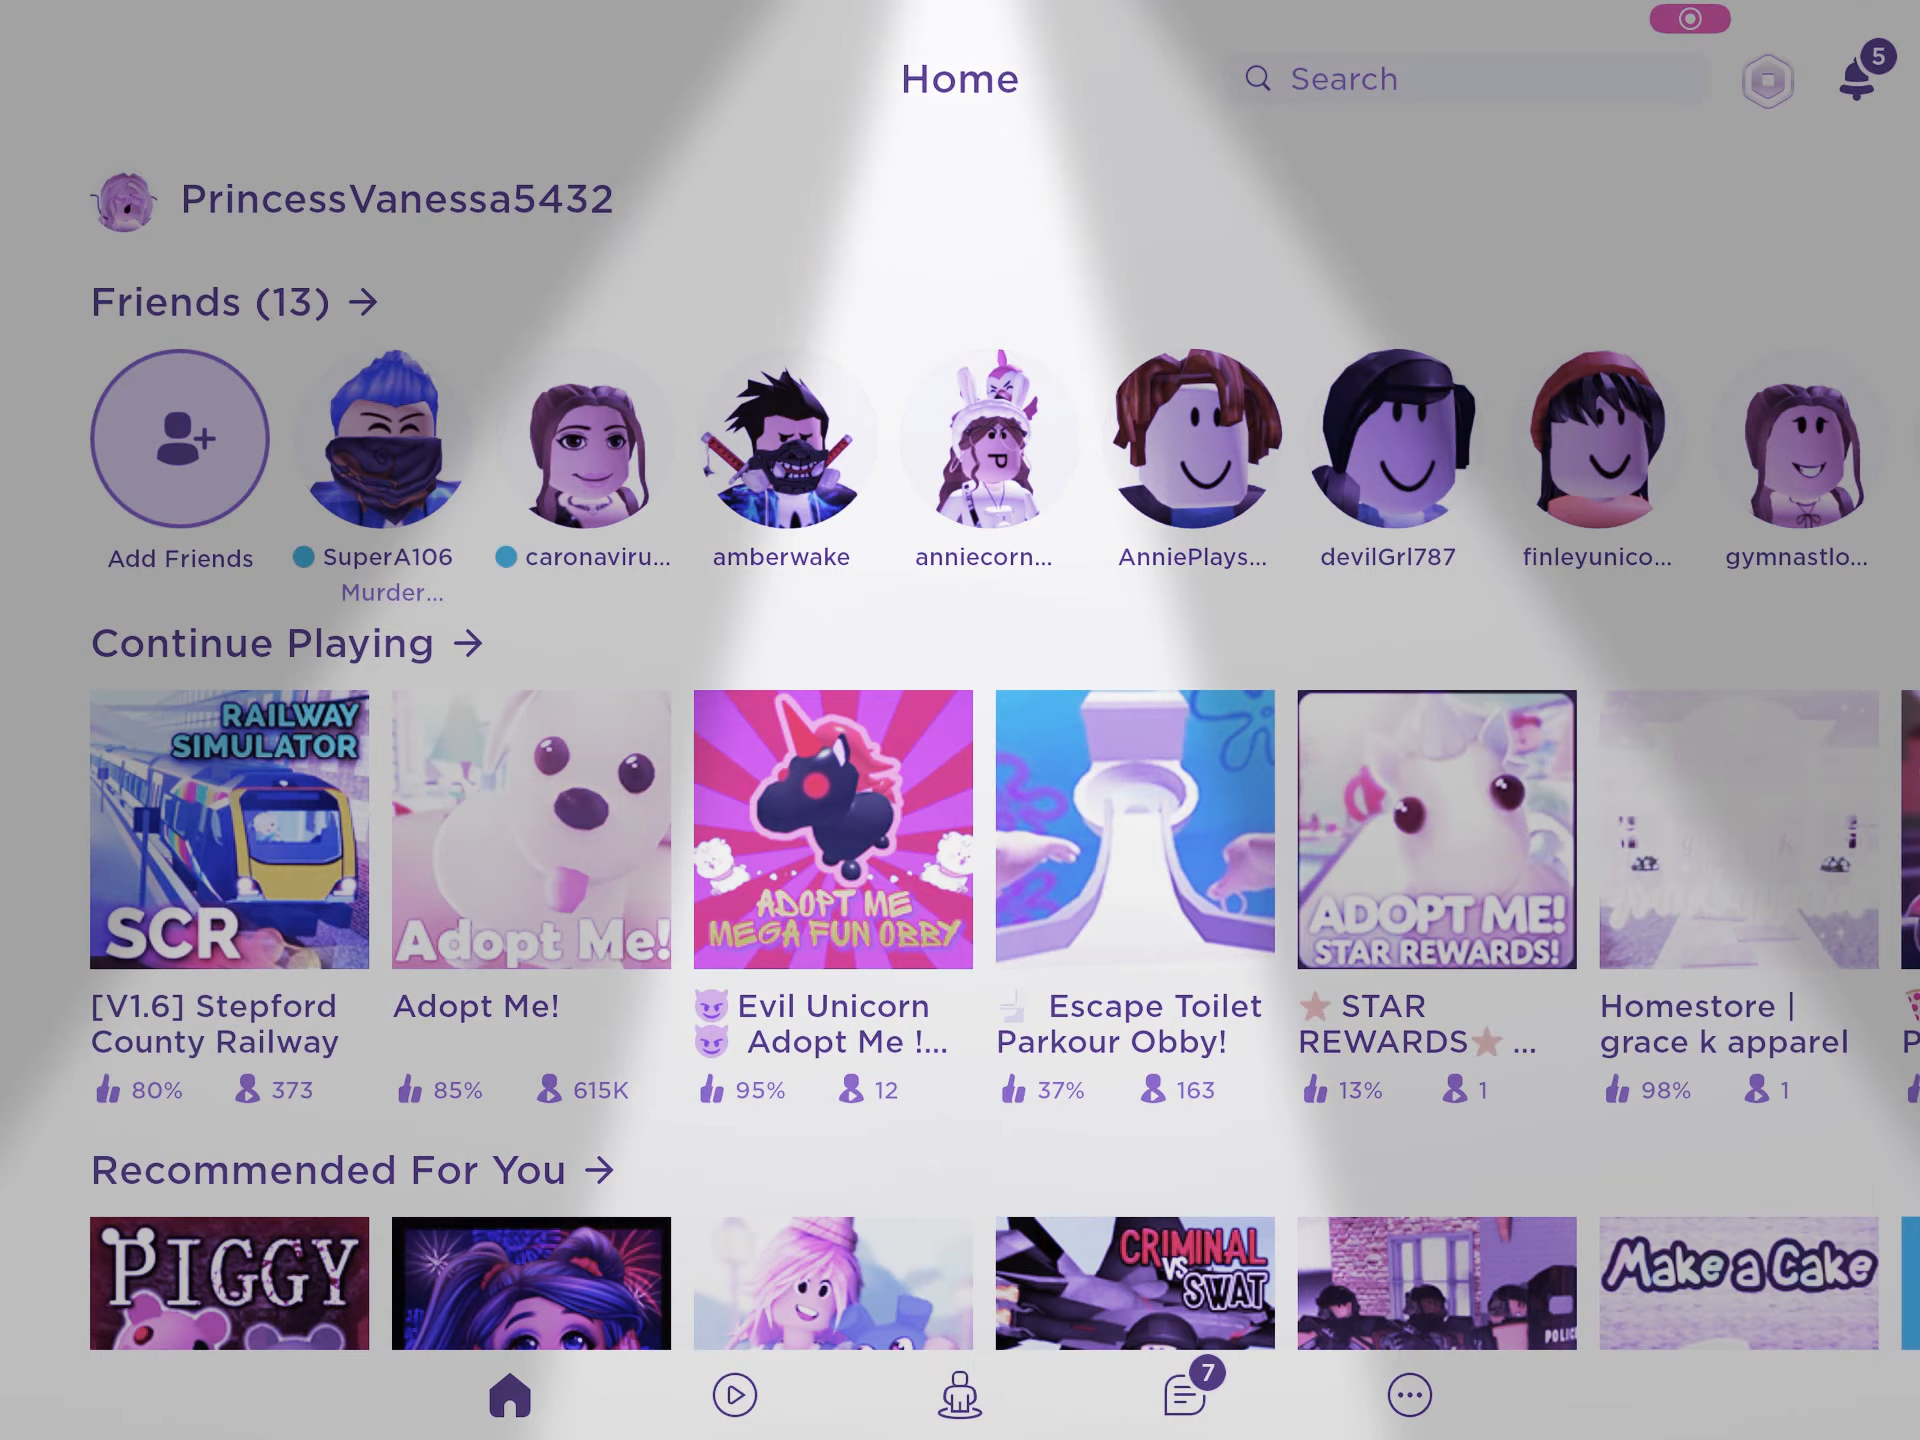 5
Home
Search
PrincessVanessa5432
Friends (13) →
Add Friends
SuperA106
caronaviru...
amberwake
anniecorn...
AnniePlays...
devilGrl787
finleyunico...
gymnastlo...
Murder...
Continue Playing →
RAILWAY
SIMULATOR
SCR
Adopt Me!
ADOPT ME
MEGA FUN OBBY
ADOPT ME!
STAR REWARDS!
[V1.6] Stepford
County Railway
80% 373
Adopt Me!
85% 615K
😈 Evil Unicorn
😈 Adopt Me !...
95% 12
🚽 Escape Toilet
Parkour Obby!
37% 163
⭐ STAR
REWARDS⭐ ...
13% 1
Homestore |
grace k apparel
98% 1
🍕
P
Recommended For You →
PIGGY
CRIMINAL
VS
SWAT
POLICE
Make a Cake
7